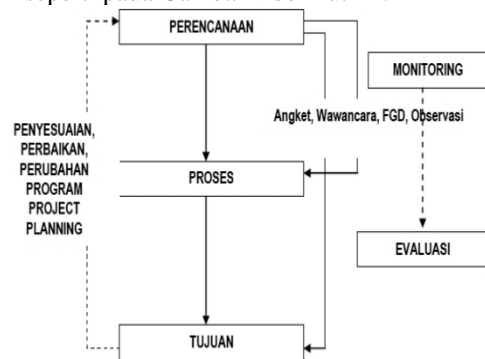 PERENCANAAN
MONITORING
Angket, Wawancara, FGD, Observasi
PENYESUAIAN,
PERBAIKAN,
PERUBAHAN
PROGRAM
PROJECT
PLANNING
PROSES
EVALUASI
TUJUAN